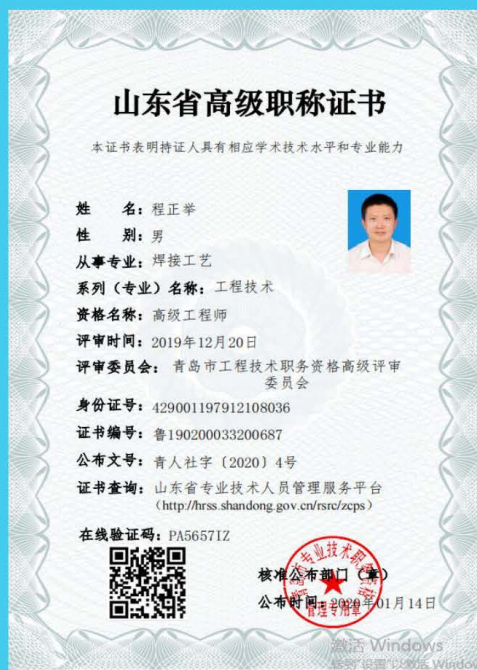 山东省高级职称证书
本证书表明持证人具有相应学术技术水平和专业能力
姓 名：程正举
性 别：男
从事专业：焊接工艺
系列（专业）名称：工程技术
资格名称：高级工程师
评审时间：2019年12月20日
评审委员会：青岛市工程技术职务资格高级评审
委员会
身份证号：429001197912108036
证书编号：鲁190200033200687
公布文号：青人社字〔2020〕4号
证书查询：山东省专业技术人员管理服务平台
（http://hrss.shandong.gov.cn/rsrc/zcps）
在线验证码：PA5657IZ
核准公布部门（章）
公布时间：2020年01月14日
管理专用章
激活 Windows